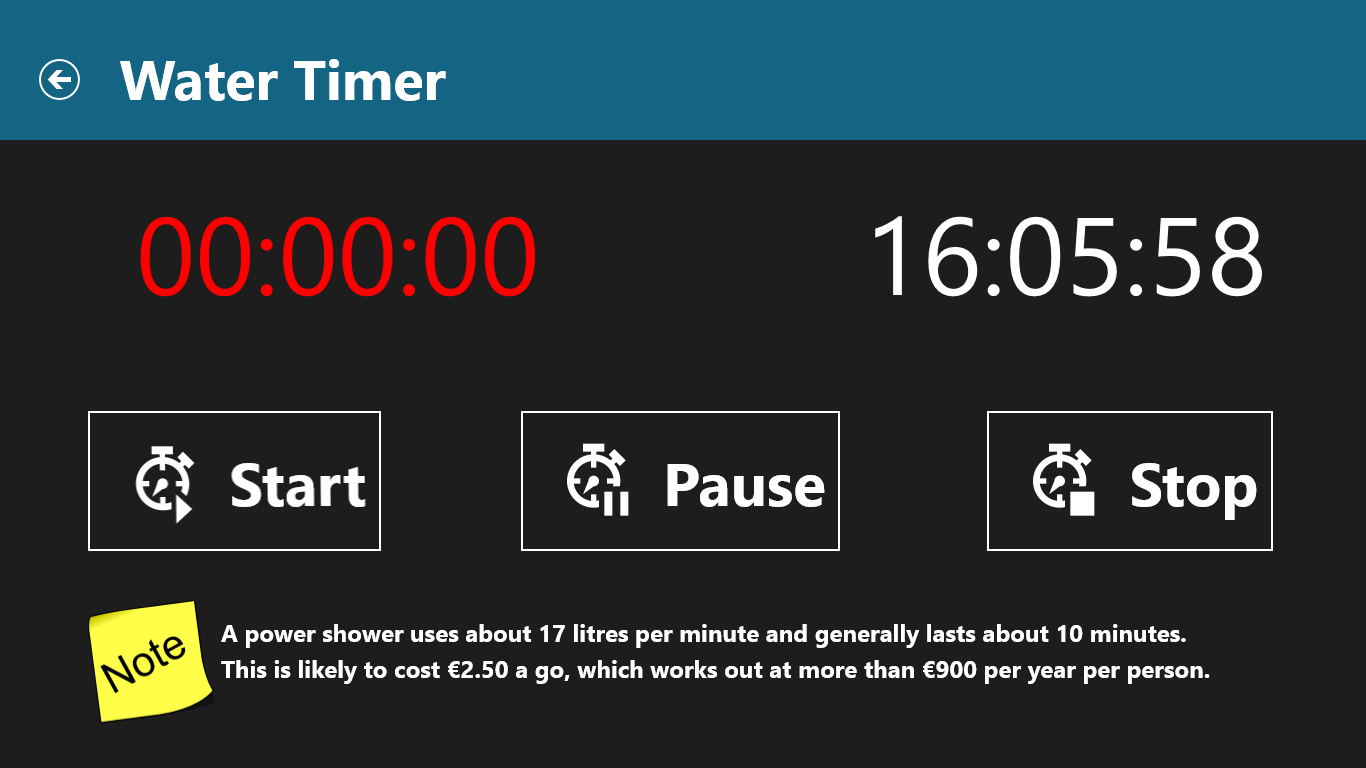 Water Timer
00:00:00
16:05:58
Start
Pause
Stop
Note
A power shower uses about 17 litres per minute and generally lasts about 10 minutes.
This is likely to cost €2.50 a go, which works out at more than €900 per year per person.